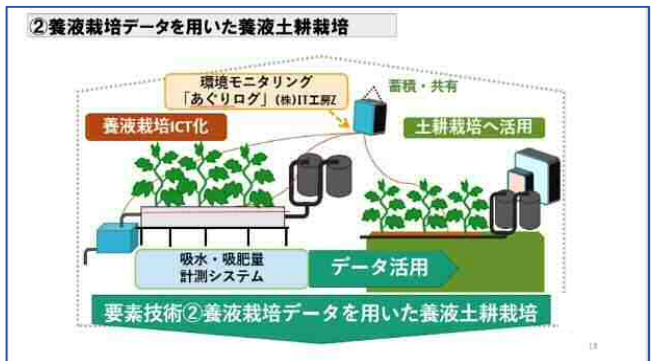 ②養液栽培データを用いた養液土耕栽培
環境モニタリング
「あぐりログ」(株)IT工房Z
蓄積・共有
養液栽培ICT化
土耕栽培へ活用
吸水・吸肥量
計測システム
データ活用
要素技術②養液栽培データを用いた養液土耕栽培